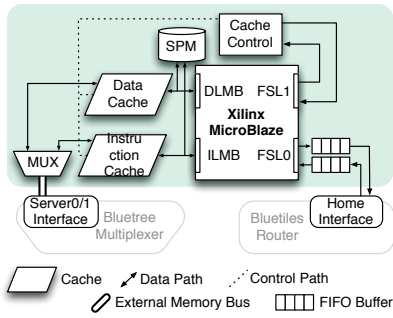 Cache
Control
SPM
Data
Cache
DLMB FSL1
Xilinx
MicroBlaze
Instru
ction
Cache
ILMB FSL0
MUX
Server0/1
Interface
Bluetree
Multiplexer
Bluetiles
Router
Home
Interface
Cache Data Path Control Path
External Memory Bus FIFO Buffer